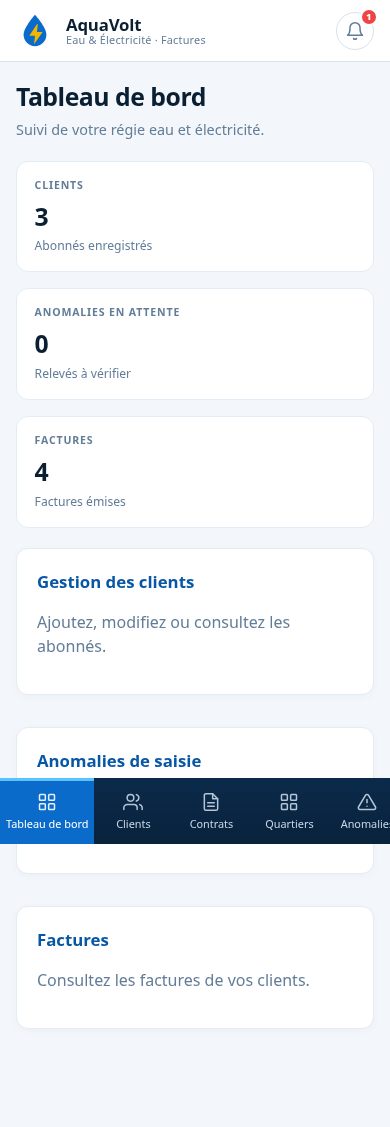 AquaVolt
Eau & Électricité · Factures
1
Tableau de bord
Suivi de votre régie eau et électricité.
CLIENTS
3
Abonnés enregistrés
ANOMALIES EN ATTENTE
0
Relevés à vérifier
FACTURES
4
Factures émises
Gestion des clients
Ajoutez, modifiez ou consultez les
abonnés.
Anomalies de saisie
Tableau de bord
Clients
Contrats
Quartiers
Anomalie
Factures
Consultez les factures de vos clients.